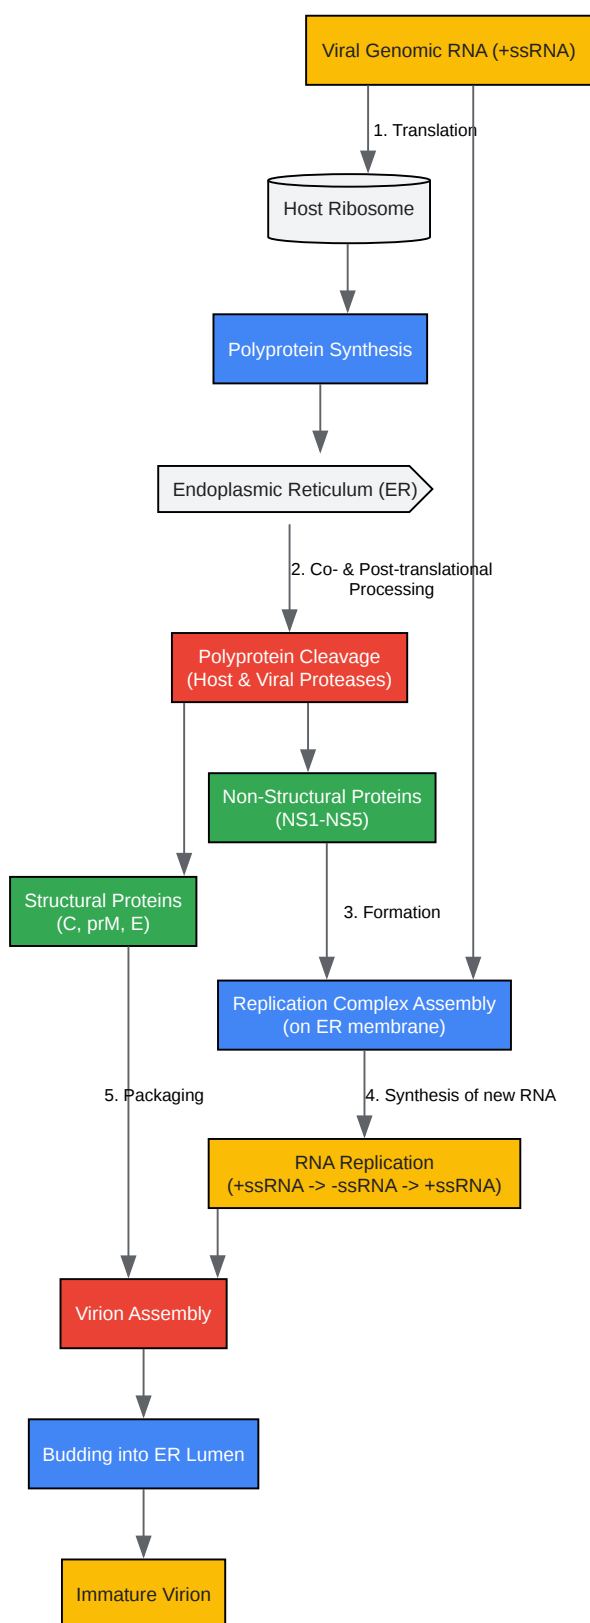 Viral Genomic RNA (+ssRNA)
1. Translation
Host Ribosome
Polyprotein Synthesis
Endoplasmic Reticulum (ER)
2. Co- & Post-translational
Processing
Polyprotein Cleavage
(Host & Viral Proteases)
Non-Structural Proteins
(NS1-NS5)
Structural Proteins
(C, prM, E)
3. Formation
Replication Complex Assembly
(on ER membrane)
5. Packaging
4. Synthesis of new RNA
RNA Replication
(+ssRNA -> -ssRNA -> +ssRNA)
Virion Assembly
Budding into ER Lumen
Immature Virion